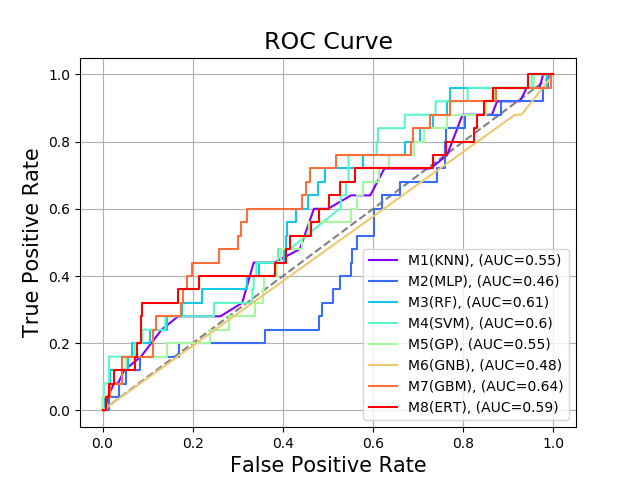 ROC Curve
True Positive Rate
1.0
0.8
0.6
0.4
0.2
0.0
M1(KNN), (AUC=0.55)
M2(MLP), (AUC=0.46)
M3(RF), (AUC=0.61)
M4(SVM), (AUC=0.6)
M5(GP), (AUC=0.55)
M6(GNB), (AUC=0.48)
M7(GBM), (AUC=0.64)
M8(ERT), (AUC=0.59)
0.0 0.2 0.4 0.6 0.8 1.0
False Positive Rate